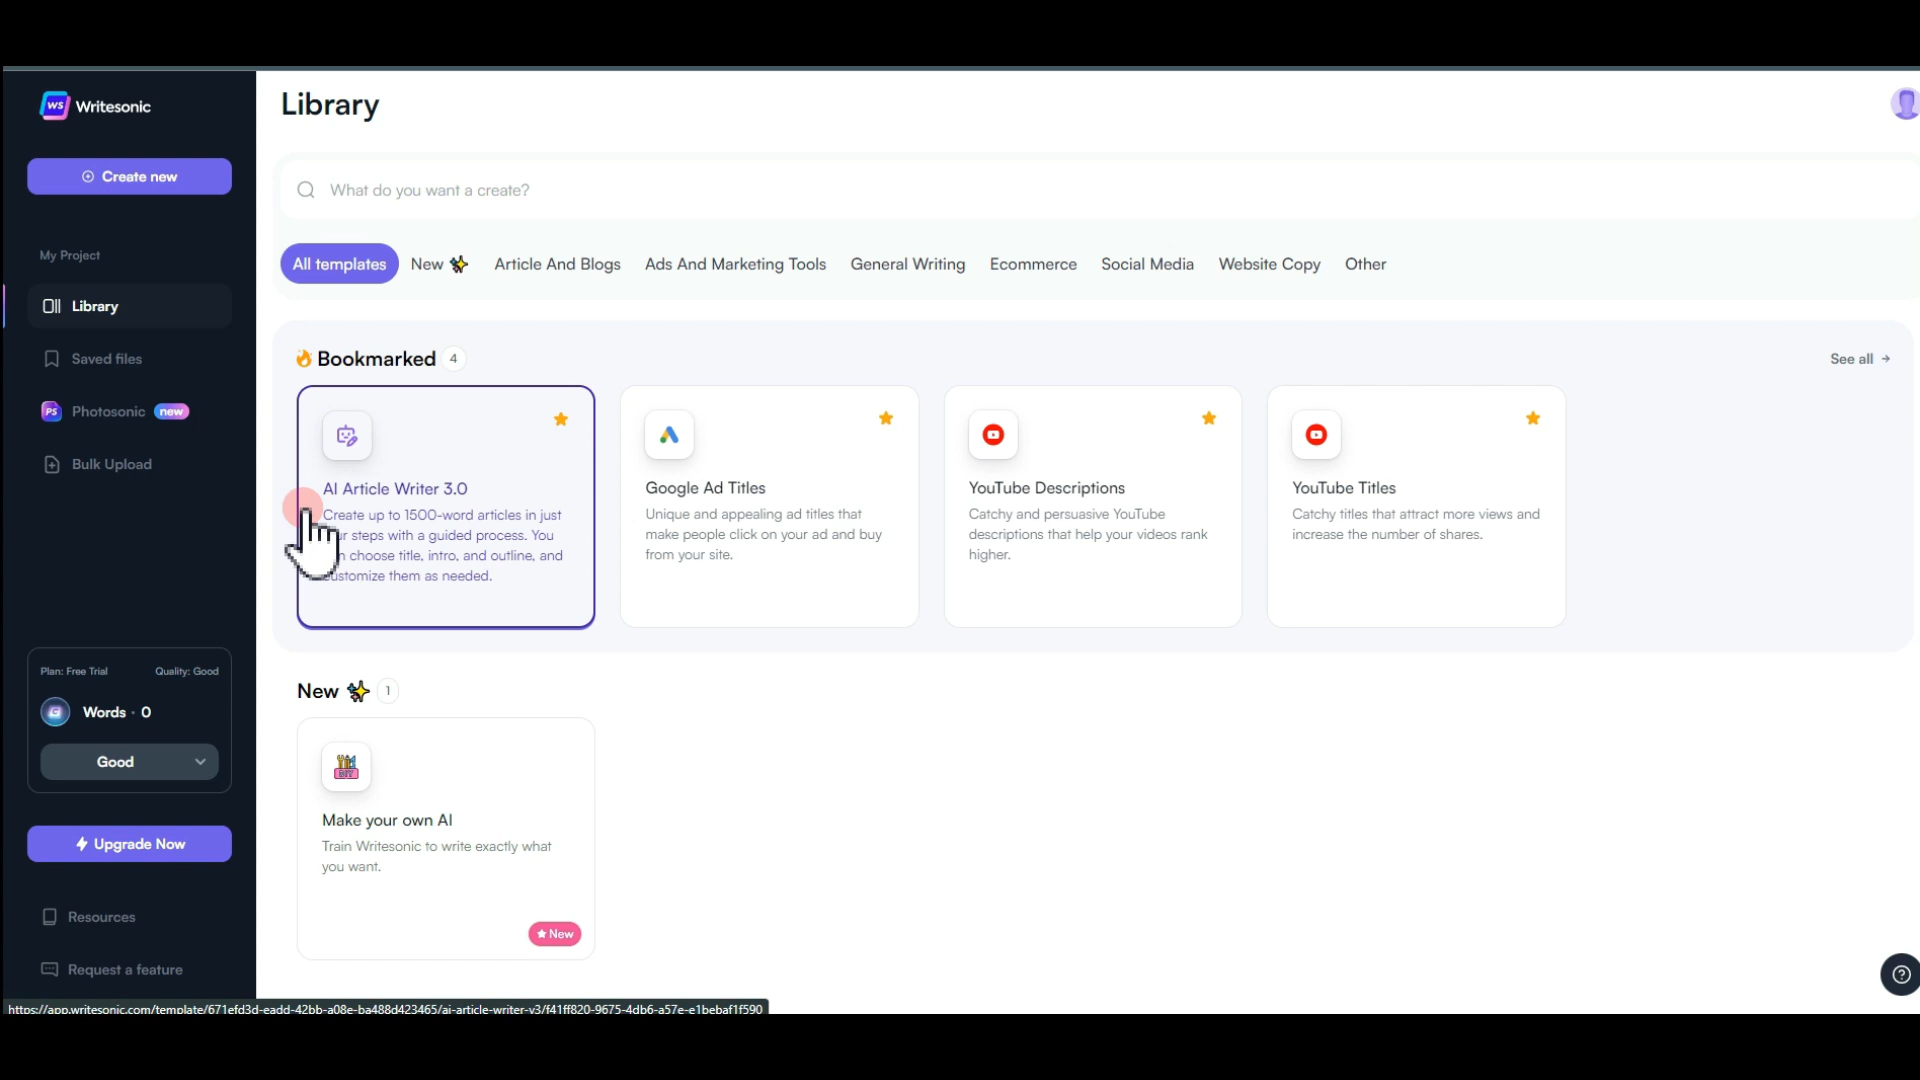 WS Writesonic
Library
Create new
What do you want a create?
My Project
All templates New Article And Blogs Ads And Marketing Tools General Writing Ecommerce Social Media Website Copy Other
Library
Saved files
Photosonic new
Bulk Upload
Bookmarked 4
See all
AI Article Writer 3.0
Create up to 1500-word articles in just
steps with a guided process. You
choose title, intro, and outline, and
customize them as needed.
Google Ad Titles
Unique and appealing ad titles that
make people click on your ad and buy
from your site.
YouTube Descriptions
Catchy and persuasive YouTube
descriptions that help your videos rank
higher.
YouTube Titles
Catchy titles that attract more views and
increase the number of shares.
Plan: Free Trial Quality: Good
Words · 0
Good
Upgrade Now
New 1
DIY
Make your own AI
Train Writesonic to write exactly what
you want.
New
Resources
Request a feature
https://app.writesonic.com/template/671efd3d-eadd-42bb-a08e-ba488d423465/ai-article-writer-v3/f41ff820-9675-4db6-a57e-e1bebaf1f590